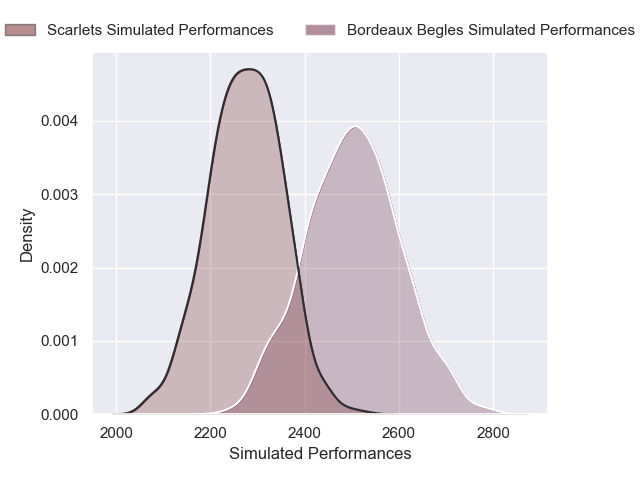 Scarlets Simulated Performances
Bordeaux Begles Simulated Performances
0.004
0.003
0.002
0.001
0.000
Density
2000 2200 2400 2600 2800
Simulated Performances